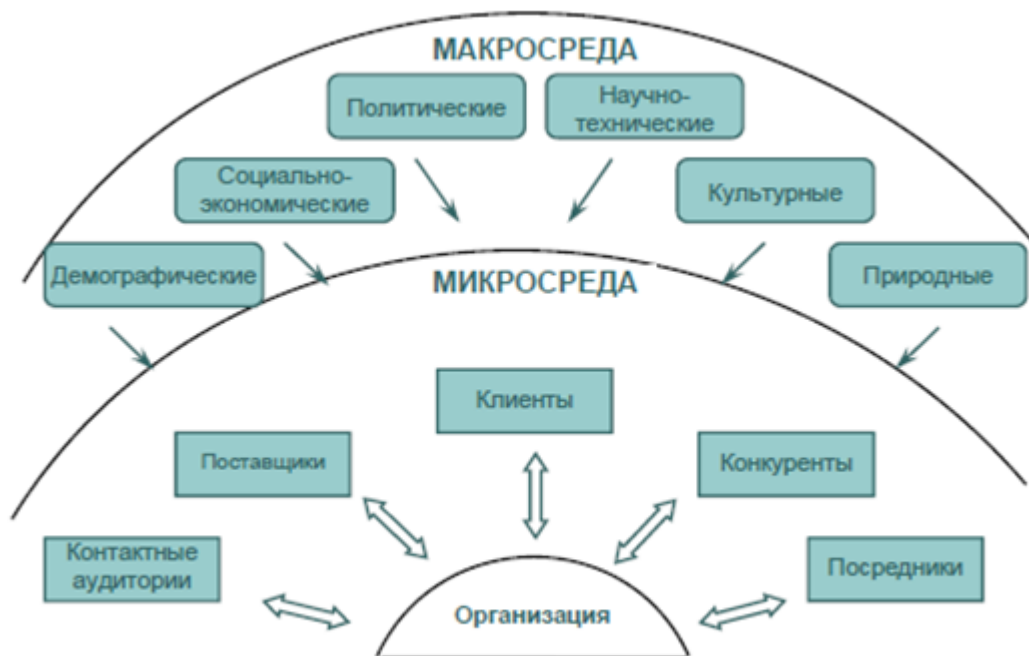 МАКРОСРЕДА
Политические
Научно-
технические
Социально-
экономические
Культурные
Демографические
Природные
МИКРОСРЕДА
Клиенты
Поставщики
Конкуренты
Контактные
аудитории
Посредники
Организация